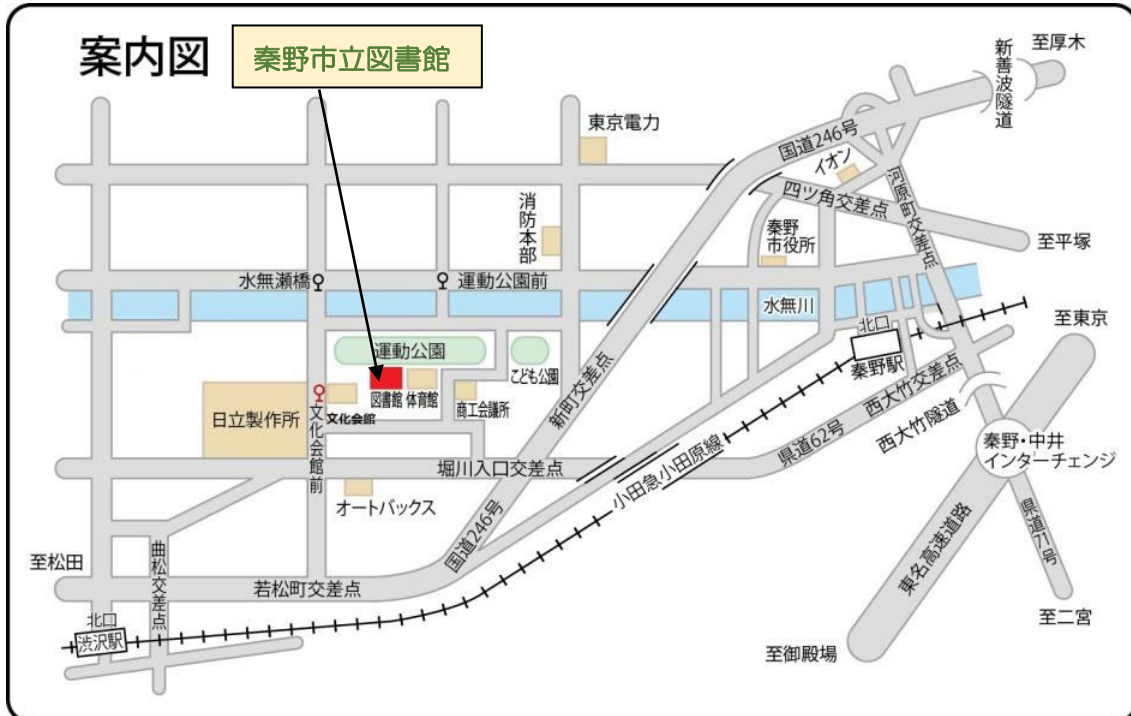 案内図
秦野市立図書館
新善波隧道
至厚木
東京電力
国道246号
イオン
四ツ角交差点
河原町交差点
消防本部
秦野
市役所
至平塚
水無瀬橋
運動公園前
水無川
北口
秦野駅
至東京
運動公園
こども公園
図書館
体育館
商工会議所
文化会館
日立製作所
文化会館前
新町交差点
西大竹交差点
西大竹隧道
県道62号
秦野・中井
インターチェンジ
堀川入口交差点
小田急小田原線
オートバックス
国道246号
東名高速道路
県道71号
至松田
曲松交差点
若松町交差点
北口
渋沢駅
至二宮
至御殿場